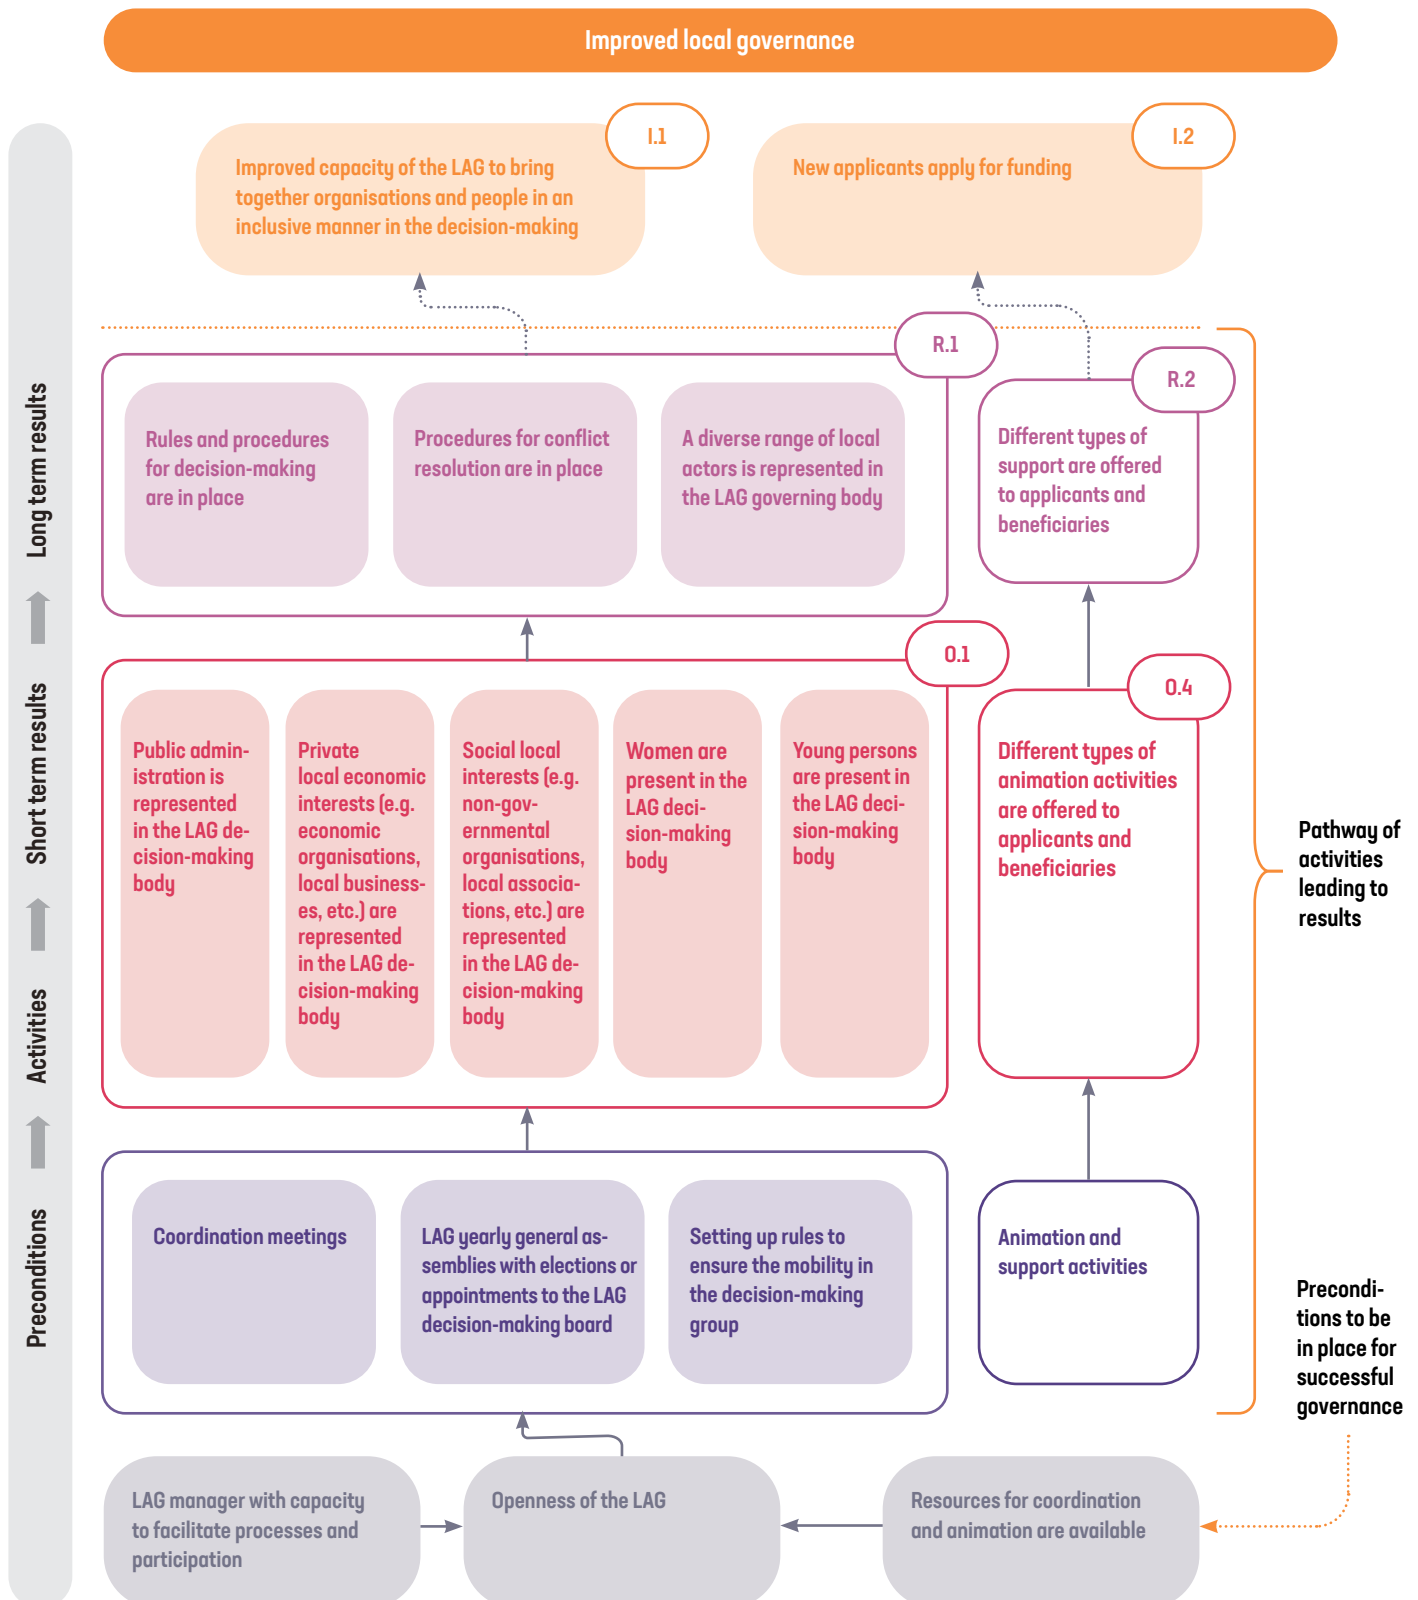 Improved local governance
I.1
Improved capacity of the LAG to bring
together organisations and people in an
inclusive manner in the decision-making
I.2
New applicants apply for funding
Long term results
R.1
Rules and procedures
for decision-making
are in place
Procedures for conflict
resolution are in place
A diverse range of local
actors is represented in
the LAG governing body
R.2
Different types of
support are offered
to applicants and
beneficiaries
Short term results
O.1
Public admin-
istration is
represented
in the LAG de-
cision-making
body
Private
local economic
interests (e.g.
economic
organisations,
local business-
es, etc.) are
represented
in the LAG de-
cision-making
body
Social local
interests (e.g.
non-gov-
ernmental
organisations,
local associa-
tions, etc.) are
represented
in the LAG de-
cision-making
body
Women are
present in the
LAG deci-
sion-making
body
Young persons
are present in
the LAG deci-
sion-making
body
O.4
Different types of
animation activities
are offered to
applicants and
beneficiaries
Pathway of
activities
leading to
results
Activities
Coordination meetings
LAG yearly general as-
semblies with elections or
appointments to the LAG
decision-making board
Setting up rules to
ensure the mobility in
the decision-making
group
Animation and
support activities
Preconditions
Precondi-
tions to be
in place for
successful
governance
LAG manager with capacity
to facilitate processes and
participation
Openness of the LAG
Resources for coordination
and animation are available